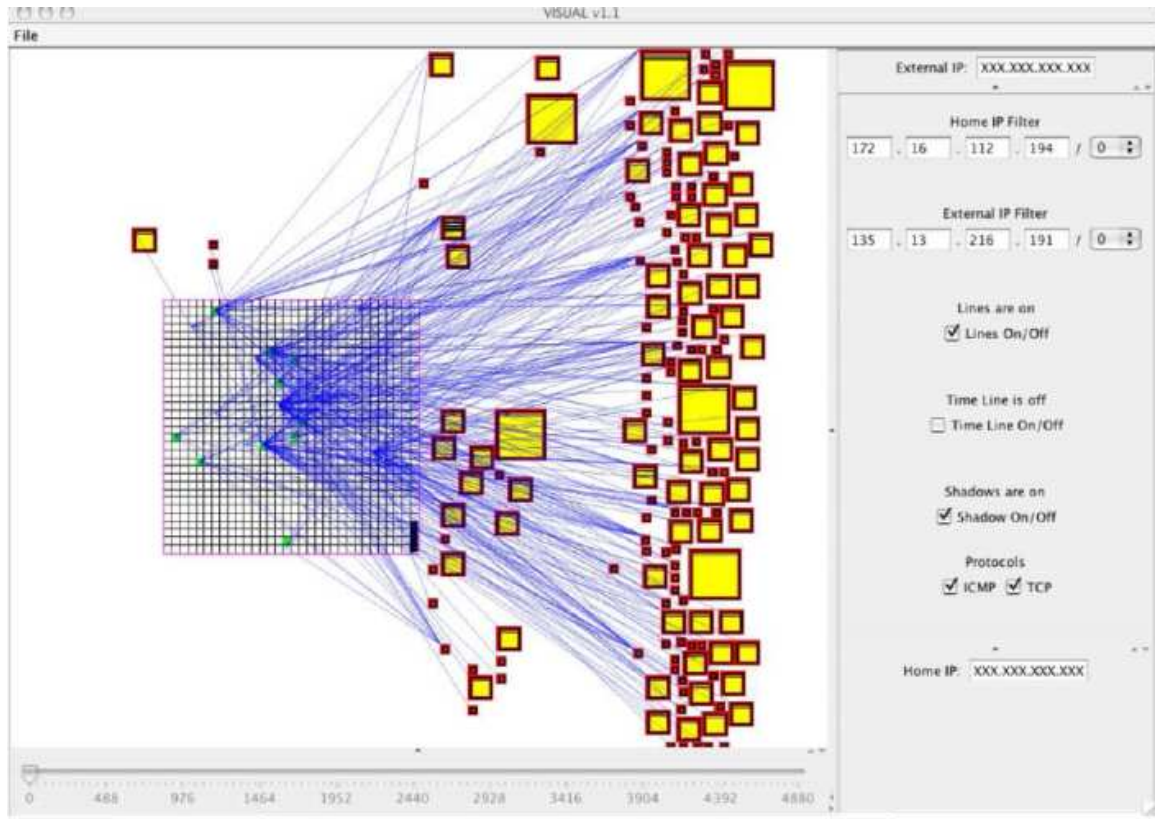 VISUAL v1.1
File
External IP: XXX.XXX.XXX.XXX
Home IP Filter
172 . 16 . 112 . 194 / 0
External IP Filter
135 . 13 . 216 . 191 / 0
Lines are on
Lines On/Off
Time Line is off
Time Line On/Off
Shadows are on
Shadow On/Off
Protocols
ICMP TCP
Home IP: XXX.XXX.XXX.XXX
0 488 976 1464 1952 2440 2928 3416 3904 4392 4880